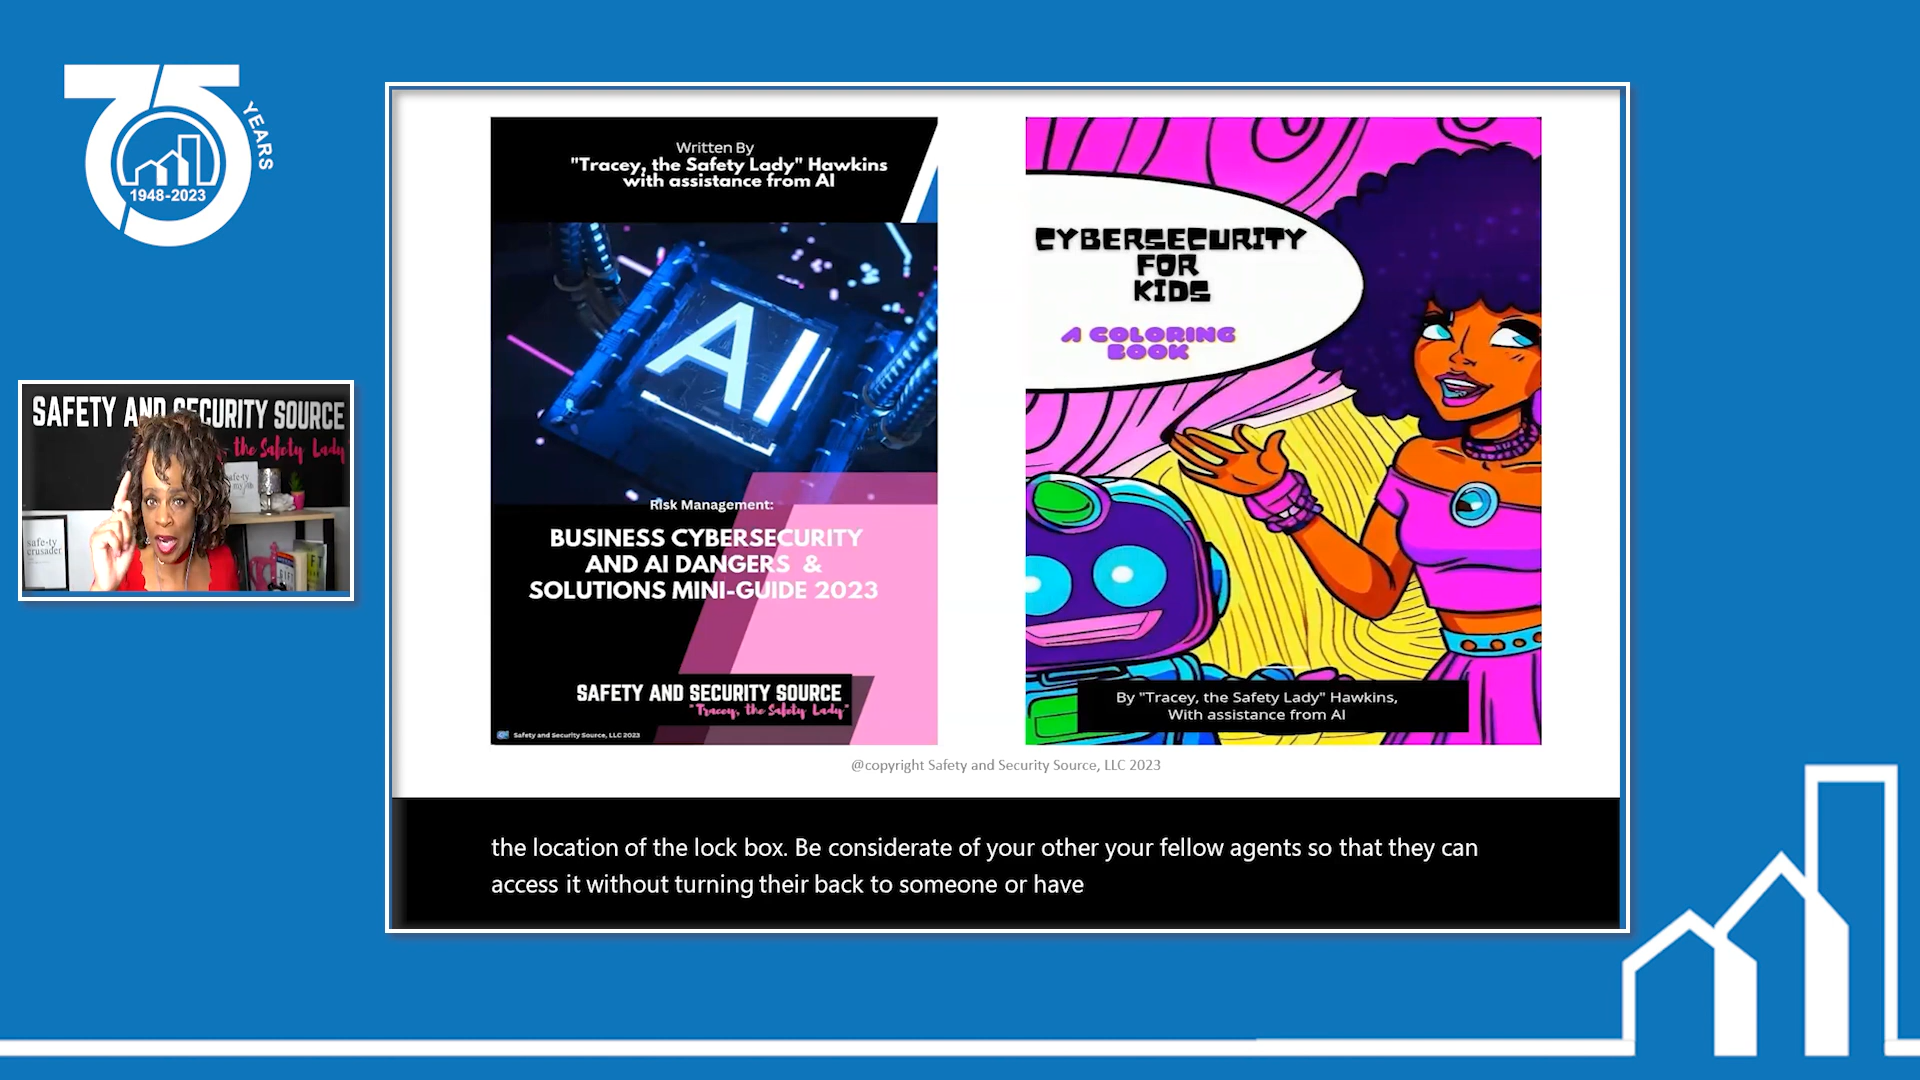 75
YEARS
1948-2023
SAFETY AND SECURITY SOURCE
the Safety Lady
safe-ty
crusader
Written By
"Tracey, the Safety Lady" Hawkins
with assistance from AI
AI
Risk Management:
BUSINESS CYBERSECURITY
AND AI DANGERS &
SOLUTIONS MINI-GUIDE 2023
SAFETY AND SECURITY SOURCE
"Tracey, the Safety Lady"
Safety and Security Source, LLC 2023
CYBERSECURITY
FOR
KIDS
A COLORING
BOOK
By "Tracey, the Safety Lady" Hawkins,
With assistance from AI
@copyright Safety and Security Source, LLC 2023
the location of the lock box. Be considerate of your other your fellow agents so that they can
access it without turning their back to someone or have